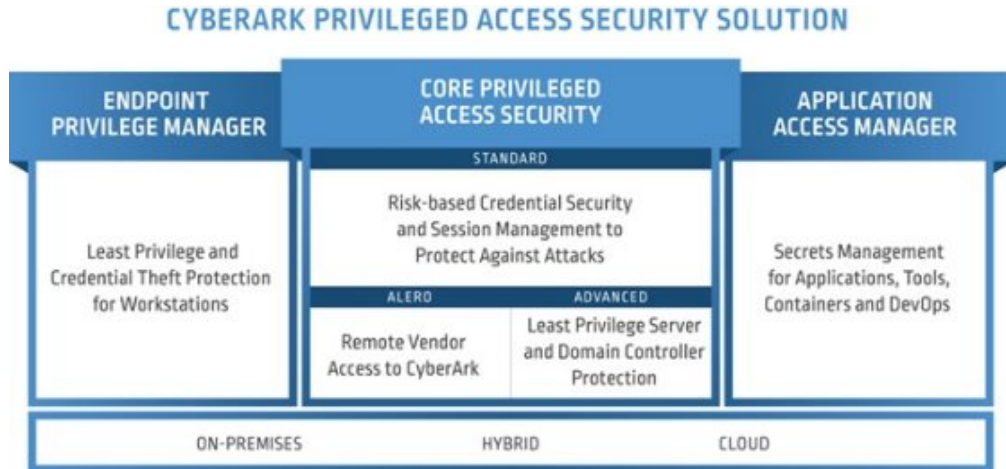 CYBERARK PRIVILEGED ACCESS SECURITY SOLUTION
ENDPOINT
PRIVILEGE MANAGER
Least Privilege and
Credential Theft Protection
for Workstations
CORE PRIVILEGED
ACCESS SECURITY
STANDARD
Risk-based Credential Security
and Session Management to
Protect Against Attacks
ALERO
Remote Vendor
Access to CyberArk
ADVANCED
Least Privilege Server
and Domain Controller
Protection
APPLICATION
ACCESS MANAGER
Secrets Management
for Applications, Tools,
Containers and DevOps
ON-PREMISES HYBRID CLOUD